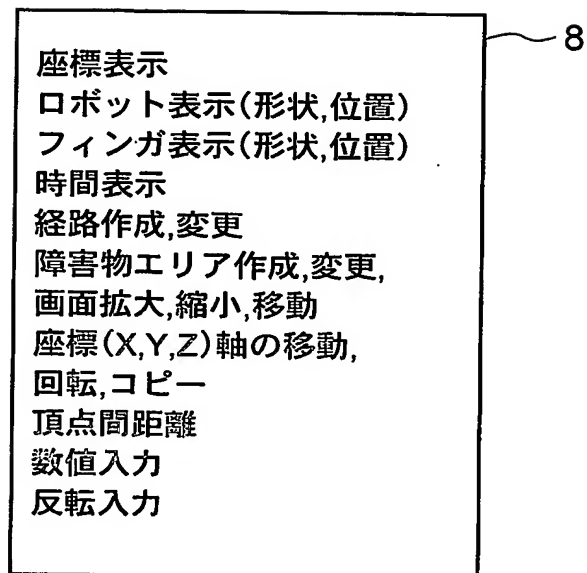 8
座標表示
ロボット表示(形状,位置)
フィンガ表示(形状,位置)
時間表示
経路作成,変更
障害物エリア作成,変更,
画面拡大,縮小,移動
座標(X,Y,Z)軸の移動,
回転,コピー
頂点間距離
数値入力
反転入力